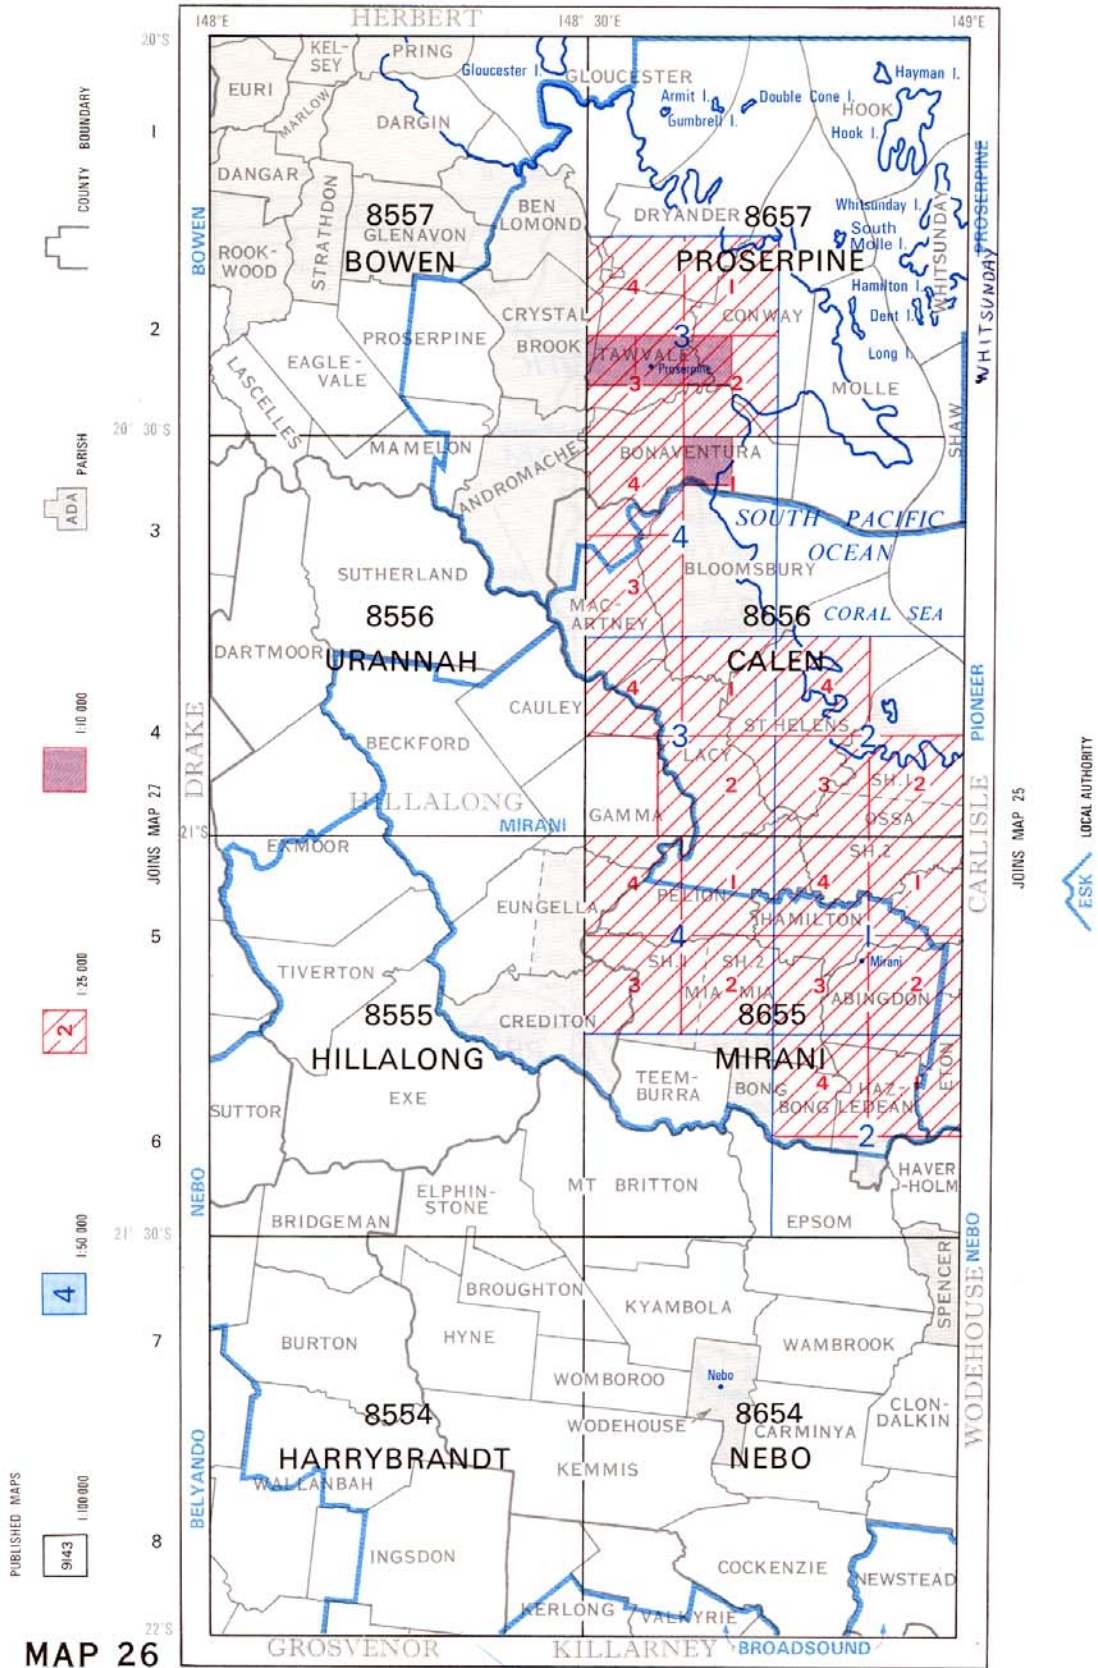 148°E
HERBERT
148° 30'E
149°E
20°S
KEL-
SEY
PRING
Gloucester I.
GLOUCESTER
Hayman I.
EURI
MARLOW
DARGIN
Armit I.
Double Cone I.
HOOK
Gumbrell I.
Hook I.
1
COUNTY BOUNDARY
PROSERPINE
DANGAR
STRATHDON
8557
GLENAVON
BOWEN
BEN
LOMOND
DRYANDER
8657
PROSERPINE
Whitsunday I.
South
Molle I.
WHITSUNDAY
WHITSUNDAY
BOWEN
ROOK-
WOOD
4
1
Hamilton I.
Dent I.
Long I.
2
PROSERPINE
CRYSTAL
BROOK
CONWAY
3
TAWVALE
Proserpine
3
2
EAGLE-
VALE
LASCELLES
MOLLE
SHAW
20° 30'S
MAMELON
ANDROMACHE
BONAVENTURA
4
1
PARISH
ADA
3
SOUTH PACIFIC
OCEAN
4
SUTHERLAND
BLOOMSBURY
3
8556
URANNAH
MAC-
ARTNEY
8656
CALEN
CORAL SEA
DARTMOOR
1:10 000
4
1
4
CAULEY
ST HELENS
PIONEER
4
DRAKE
BECKFORD
3
2
LACY
2
3
SH.1
2
LOCAL AUTHORITY
ESK
HILLALONG
MIRANI
GAMMA
OSSA
CARLISLE
JOINS MAP 27
JOINS MAP 25
21°S
EXMOOR
SH.2
4
1
4
1
PELION
EUNGELLA
HAMILTON
5
4
1
SH.1
SH.2
Mirani
TIVERTON
3
MIA MIA
2
3
2
ABINGDON
1:25 000
2
8555
HILLALONG
CREDITON
8655
MIRANI
ETON
TEEM-
BURRA
BONG
BONG
4
1
HAZ-
LEDEAN
EXE
SUTTOR
6
2
NEBO
HAVER
-HOLM
ELPHIN-
STONE
MT BRITTON
BRIDGEMAN
EPSOM
NEBO
21° 30'S
1:50 000
4
BROUGHTON
KYAMBOLA
SPENCER
WODEHOUSE
7
BURTON
HYNE
WAMBROOK
WOMBOROO
Nebo
CLON-
DALKIN
8554
HARRYBRANDT
WODEHOUSE
8654
CARMINYA
NEBO
KEMMIS
BELYANDO
WALLANBAH
PUBLISHED MAPS
1:100 000
9143
8
INGSDON
COCKENZIE
NEWSTEAD
KERLONG
VALKYRIE
22°S
MAP 26
GROSVENOR
KILLARNEY
BROADSOUND